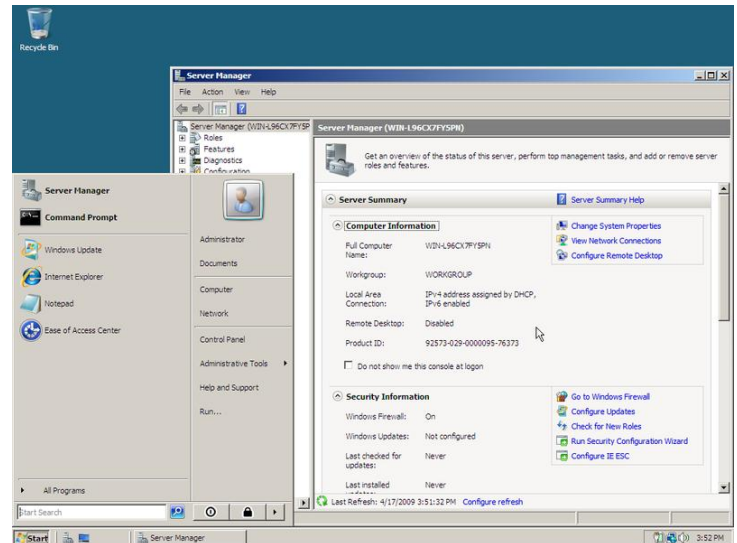 Recycle Bin
Server Manager
File Action View Help
Server Manager (WIN-L96CX7FY5P
Roles
Features
Diagnostics
Configuration
Server Manager (WIN-L96CX7FY5PN)
Get an overview of the status of this server, perform top management tasks, and add or remove server
roles and features.
Server Summary
Server Summary Help
Computer Information
Full Computer
Name:
WIN-L96CX7FY5PN
Workgroup:
WORKGROUP
Local Area
Connection:
IPv4 address assigned by DHCP,
IPv6 enabled
Remote Desktop:
Disabled
Product ID:
92573-029-0000095-76373
Do not show me this console at logon
Change System Properties
View Network Connections
Configure Remote Desktop
Security Information
Windows Firewall:
On
Windows Updates:
Not configured
Last checked for
updates:
Never
Last installed
Never
Go to Windows Firewall
Configure Updates
Check for New Roles
Run Security Configuration Wizard
Configure IE ESC
Last Refresh: 4/17/2009 3:51:32 PM Configure refresh
Server Manager
Command Prompt
Windows Update
Internet Explorer
Notepad
Ease of Access Center
All Programs
Start Search
Administrator
Documents
Computer
Network
Control Panel
Administrative Tools
Help and Support
Run...
Start
Server Manager
3:52 PM